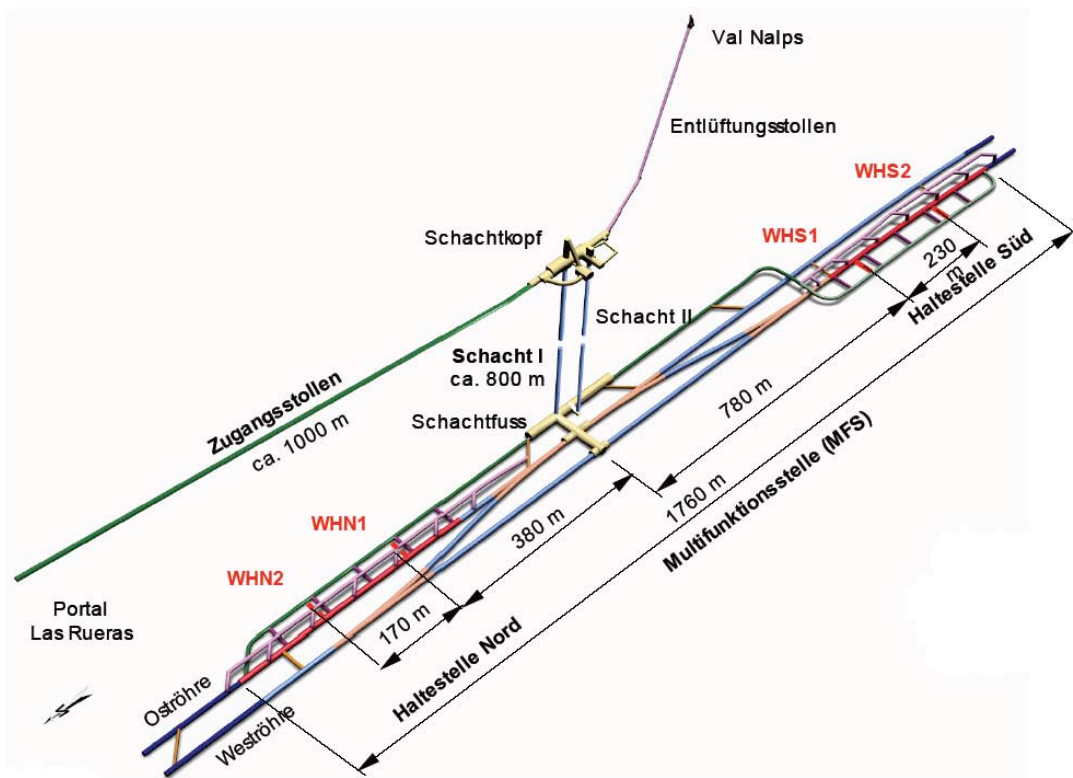 Val Nalps
Entlüftungsstollen
WHS2
Schachtkopf
WHS1
230
m
Haltestelle Süd
Schacht II
Schacht I
ca. 800 m
Zugangsstollen
ca. 1000 m
Schachtfuss
780 m
1760 m
Multifunktionsstelle (MFS)
WHN1
380 m
WHN2
170 m
Portal
Las Rueras
Haltestelle Nord
Oströhre
Weströhre